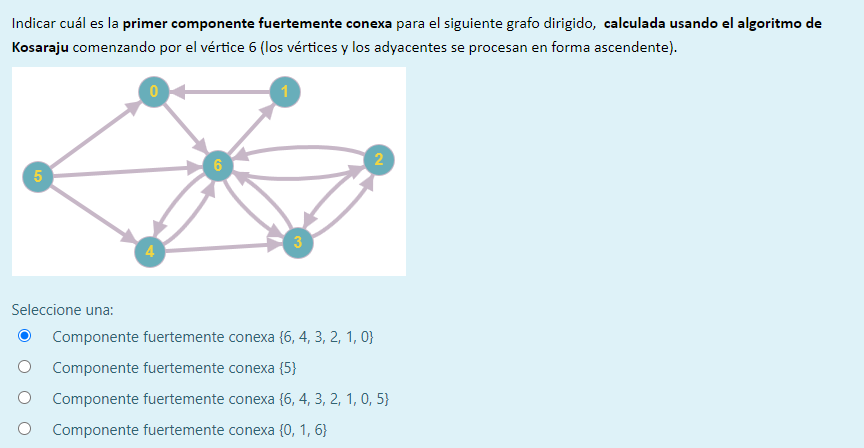 Indicar cuál es la primer componente fuertemente conexa para el siguiente grafo dirigido, calculada usando el algoritmo de
Kosaraju comenzando por el vértice 6 (los vértices y los adyacentes se procesan en forma ascendente).
0
1
2
6
5
3
4
Seleccione una:
Componente fuertemente conexa {6, 4, 3, 2, 1, 0}
Componente fuertemente conexa {5}
Componente fuertemente conexa {6, 4, 3, 2, 1, 0, 5}
Componente fuertemente conexa {0, 1, 6}